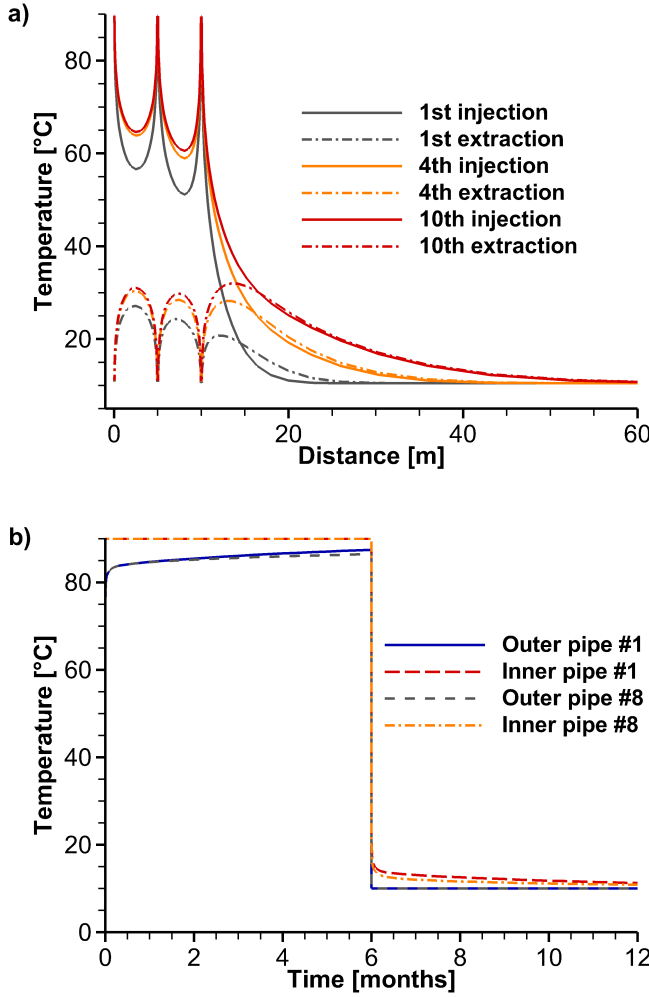 a)
Temperature [°C]
80
60
40
20
1st injection
1st extraction
4th injection
4th extraction
10th injection
10th extraction
0
20
40
60
Distance [m]
b)
Temperature [°C]
80
60
40
20
0
Outer pipe #1
Inner pipe #1
Outer pipe #8
Inner pipe #8
0
2
4
6
8
10
12
Time [months]